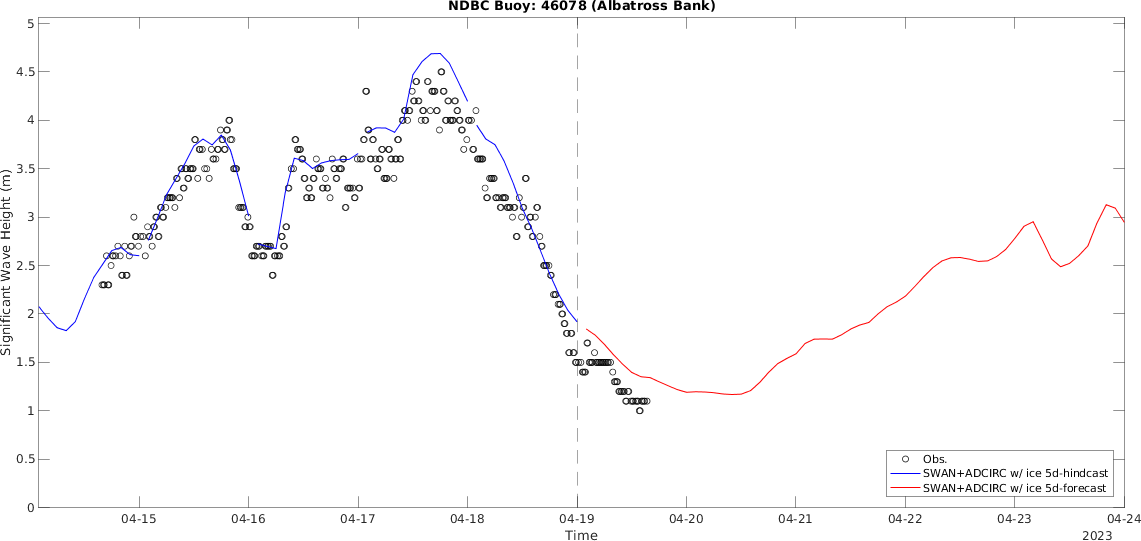 NDBC Buoy: 46078 (Albatross Bank)
5
4.5
4
3.5
3
2.5
2
1.5
1
0.5
0
Significant Wave Height (m)
Obs.
SWAN+ADCIRC w/ ice 5d-hindcast
SWAN+ADCIRC w/ ice 5d-forecast
04-15 04-16 04-17 04-18 04-19 04-20 04-21 04-22 04-23 04-24
Time
2023